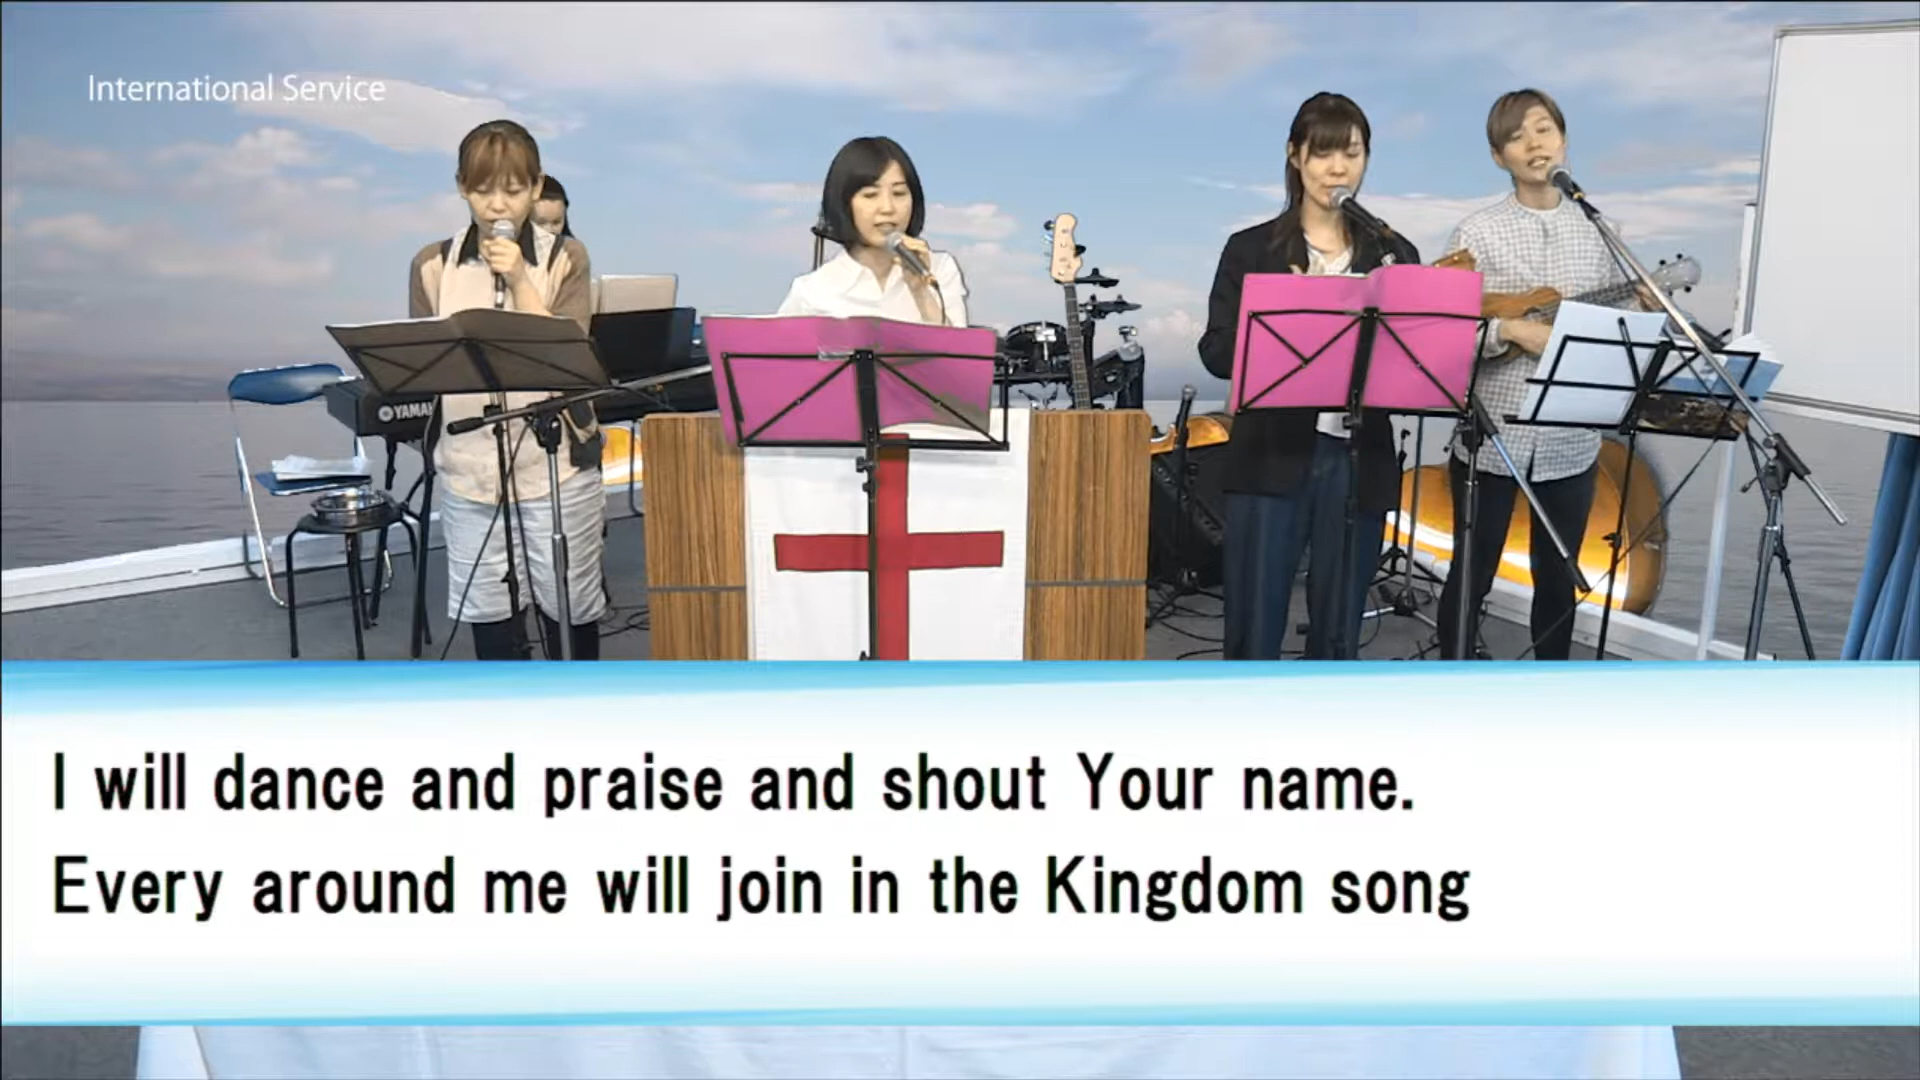 International Service
YAMAH
I will dance and praise and shout Your name.
Every around me will join in the Kingdom song